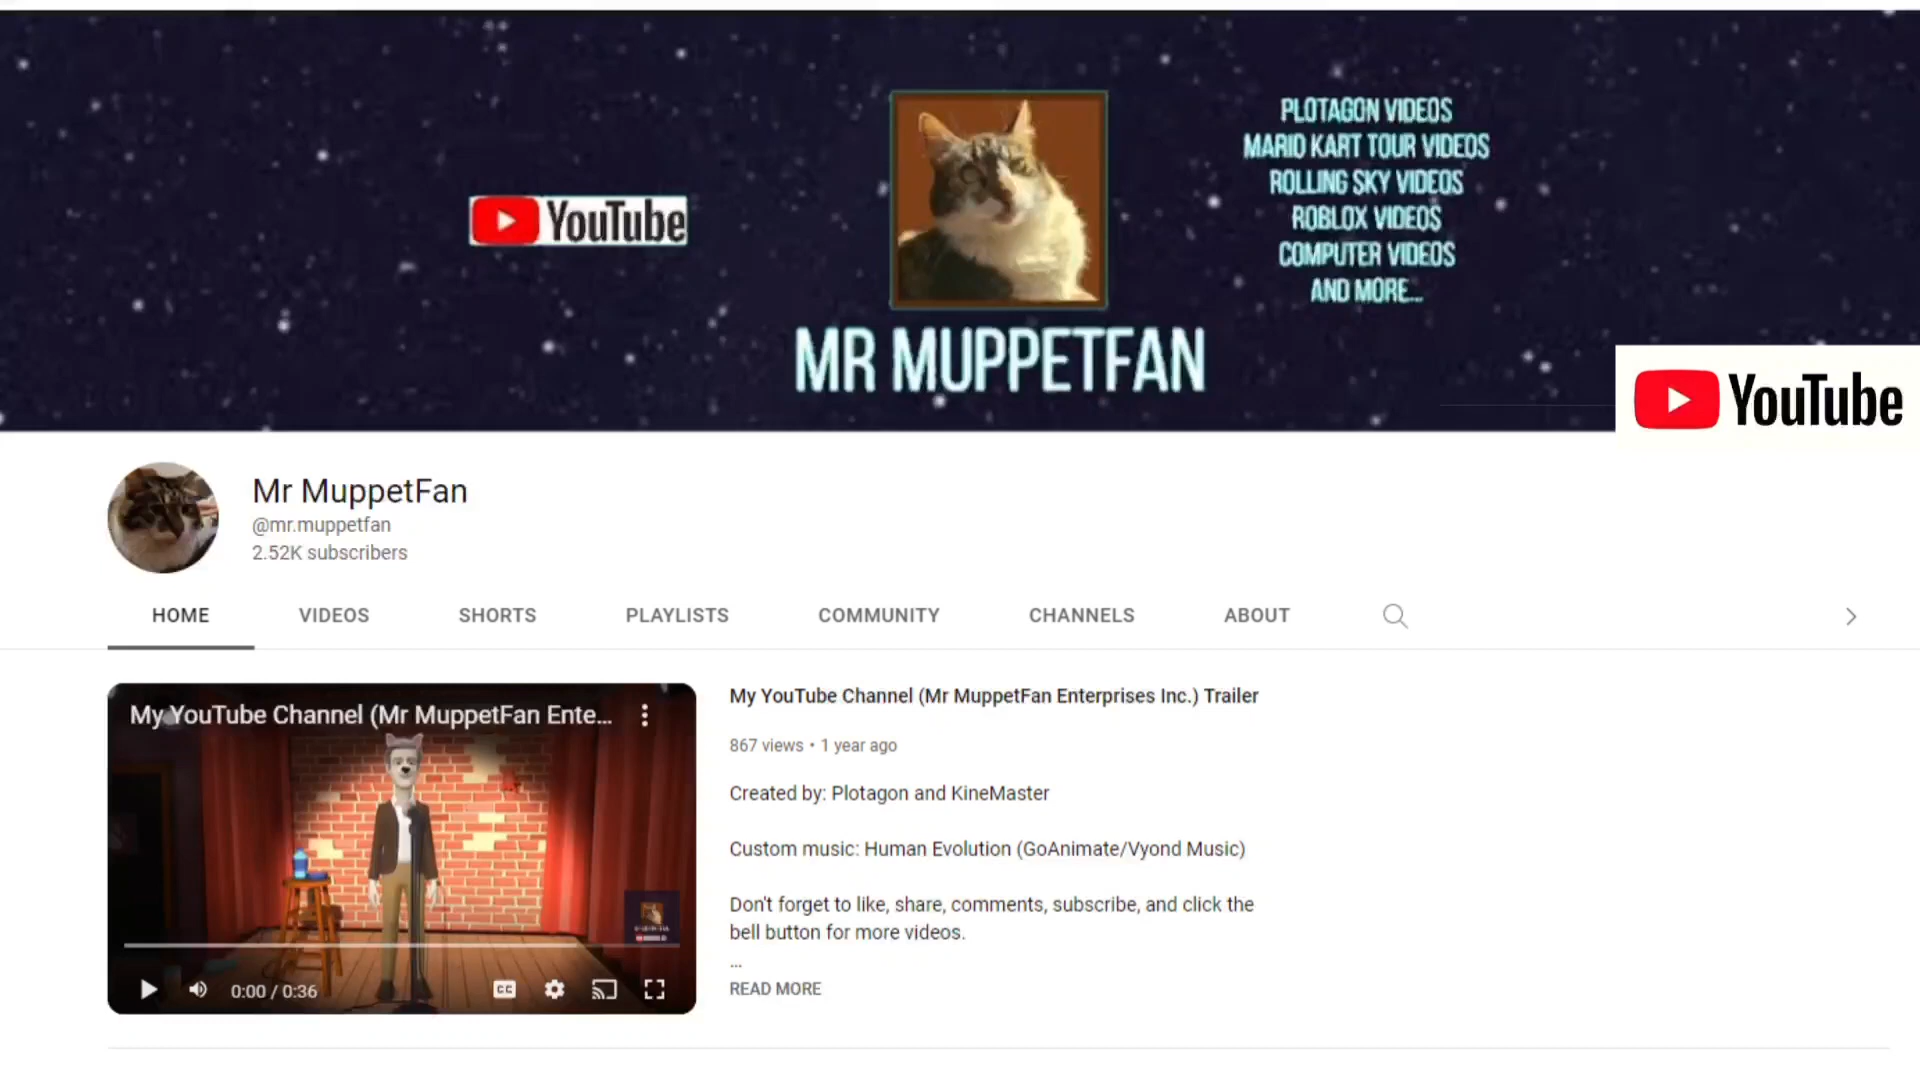 YouTube
PLOTAGON VIDEOS
MARIO KART TOUR VIDEOS
ROLLING SKY VIDEOS
ROBLOX VIDEOS
COMPUTER VIDEOS
AND MORE...
MR MUPPETFAN
YouTube
Mr MuppetFan
@mr.muppetfan
2.52K subscribers
HOME VIDEOS SHORTS PLAYLISTS COMMUNITY CHANNELS ABOUT
My YouTube Channel (Mr MuppetFan Ente...
CC
0:00 / 0:36
My YouTube Channel (Mr MuppetFan Enterprises Inc.) Trailer
867 views • 1 year ago
Created by: Plotagon and KineMaster
Custom music: Human Evolution (GoAnimate/Vyond Music)
Don't forget to like, share, comments, subscribe, and click the
bell button for more videos.
...
READ MORE